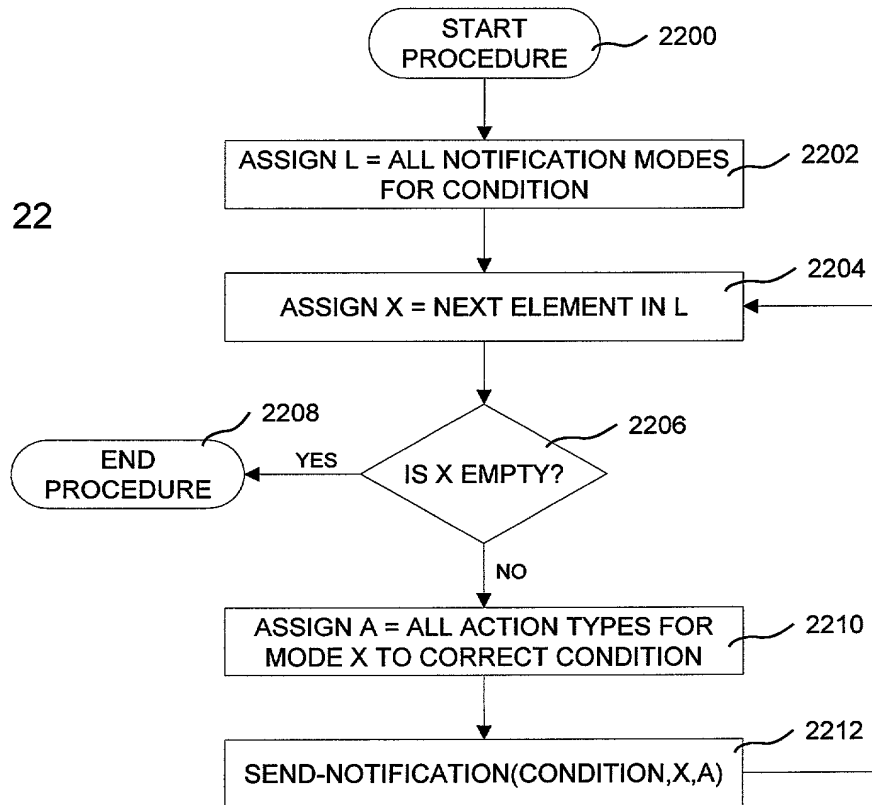 START
PROCEDURE
2200
ASSIGN L = ALL NOTIFICATION MODES
FOR CONDITION
2202
22
ASSIGN X = NEXT ELEMENT IN L
2204
IS X EMPTY?
2206
YES
END
PROCEDURE
2208
NO
ASSIGN A = ALL ACTION TYPES FOR
MODE X TO CORRECT CONDITION
2210
SEND-NOTIFICATION(CONDITION,X,A)
2212